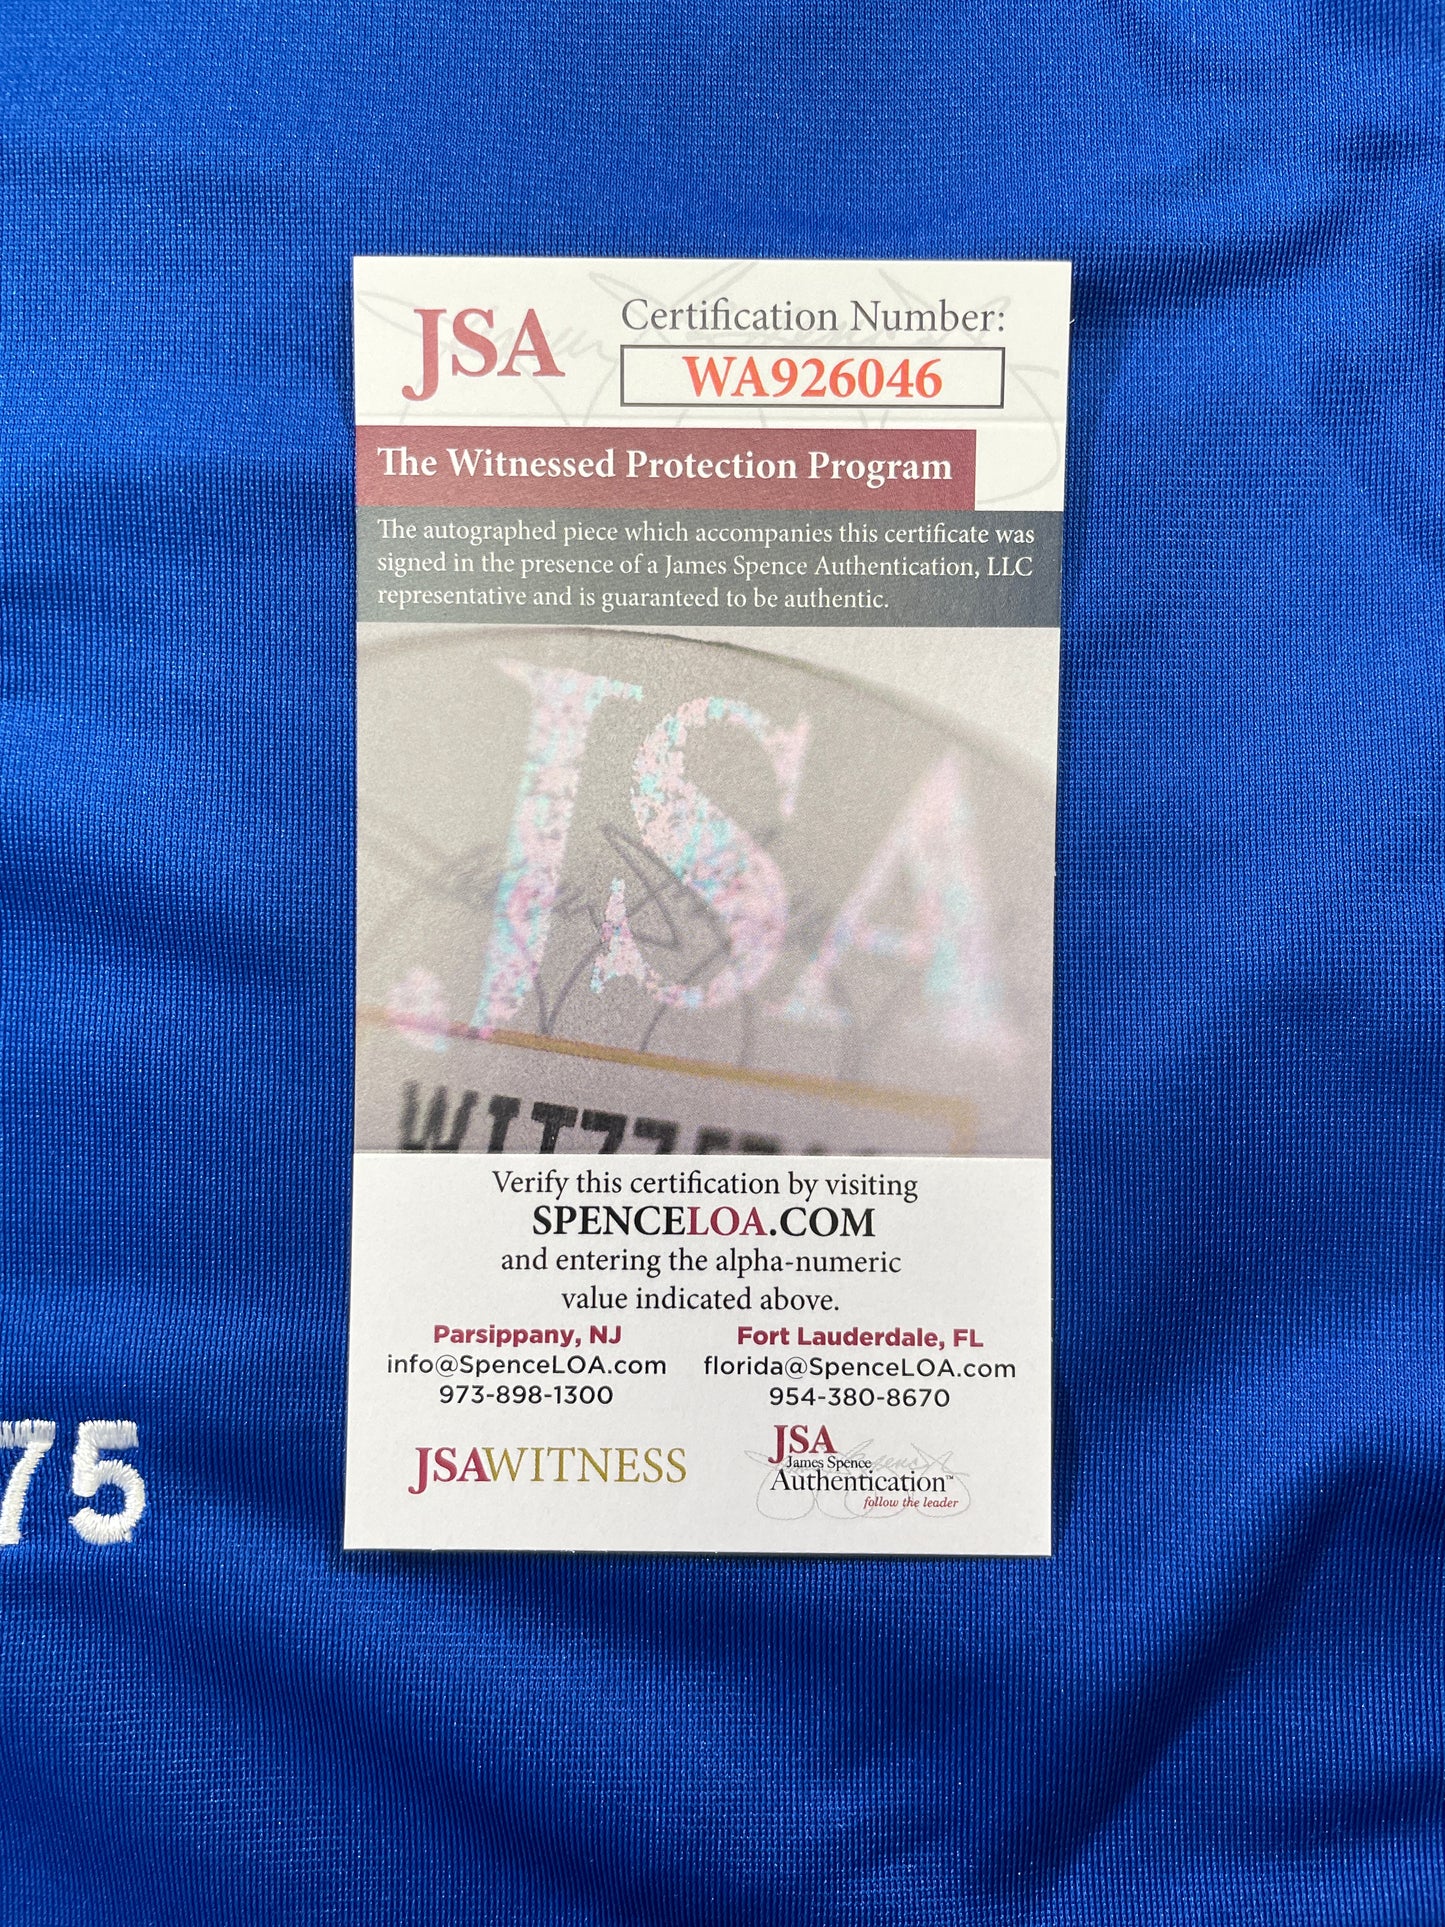 JSA
Certification Number:
WA926046
The Witnessed Protection Program
The autographed piece which accompanies this certificate was
signed in the presence of a James Spence Authentication, LLC
representative and is guaranteed to be authentic.
JSA
Verify this certification by visiting
SPENCELOA.COM
and entering the alpha-numeric
value indicated above.
Parsippany, NJ
info@SpenceLOA.com
973-898-1300
Fort Lauderdale, FL
florida@SpenceLOA.com
954-380-8670
75
JSAWITNESS
JSA
James Spence
Authentication™
follow the leader